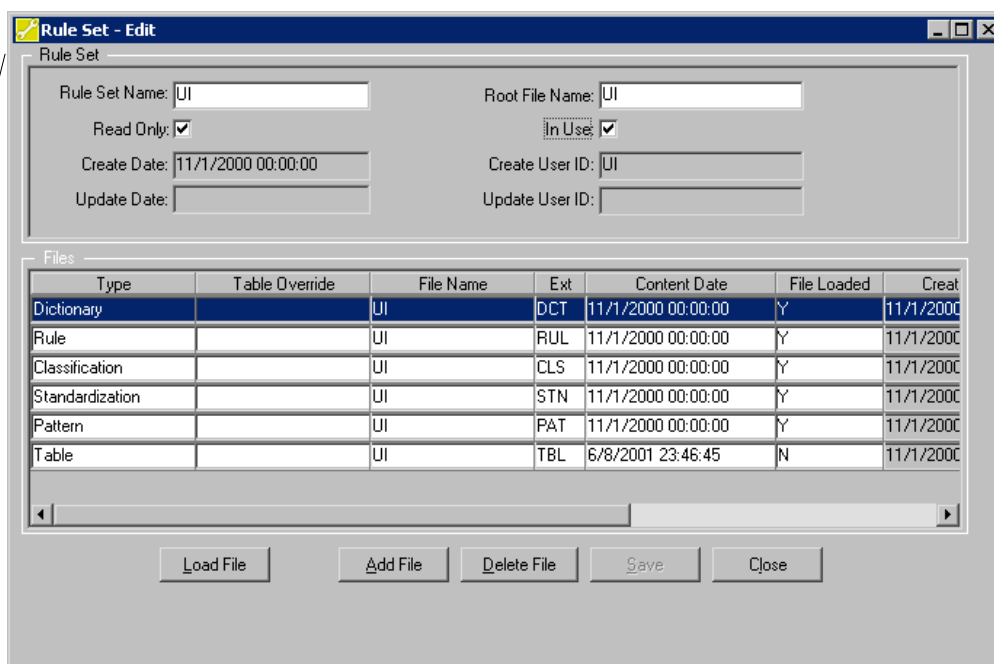 Rule Set - Edit
Rule Set
Rule Set Name: UI Root File Name: UI
Read Only: In Use:
Create Date: 11/1/2000 00:00:00 Create User ID: UI
Update Date: Update User ID:
Files
Type Table Override File Name Ext Content Date File Loaded Creat
Dictionary UI DCT 11/1/2000 00:00:00 Y 11/1/2000
Rule UI RUL 11/1/2000 00:00:00 Y 11/1/2000
Classification UI CLS 11/1/2000 00:00:00 Y 11/1/2000
Standardization UI STN 11/1/2000 00:00:00 Y 11/1/2000
Pattern UI PAT 11/1/2000 00:00:00 Y 11/1/2000
Table UI TBL 6/8/2001 23:46:45 N 11/1/2000
Load File Add File Delete File Save Close